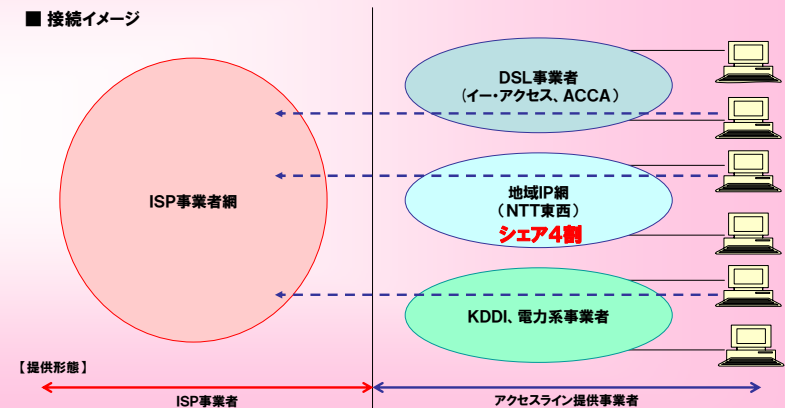 ■ 接続イメージ
DSL事業者
（イー・アクセス、ACCA）
ISP事業者網
地域IP網
（NTT東西）
シェア4割
KDDI、電力系事業者
【提供形態】
ISP事業者
アクセスライン提供事業者